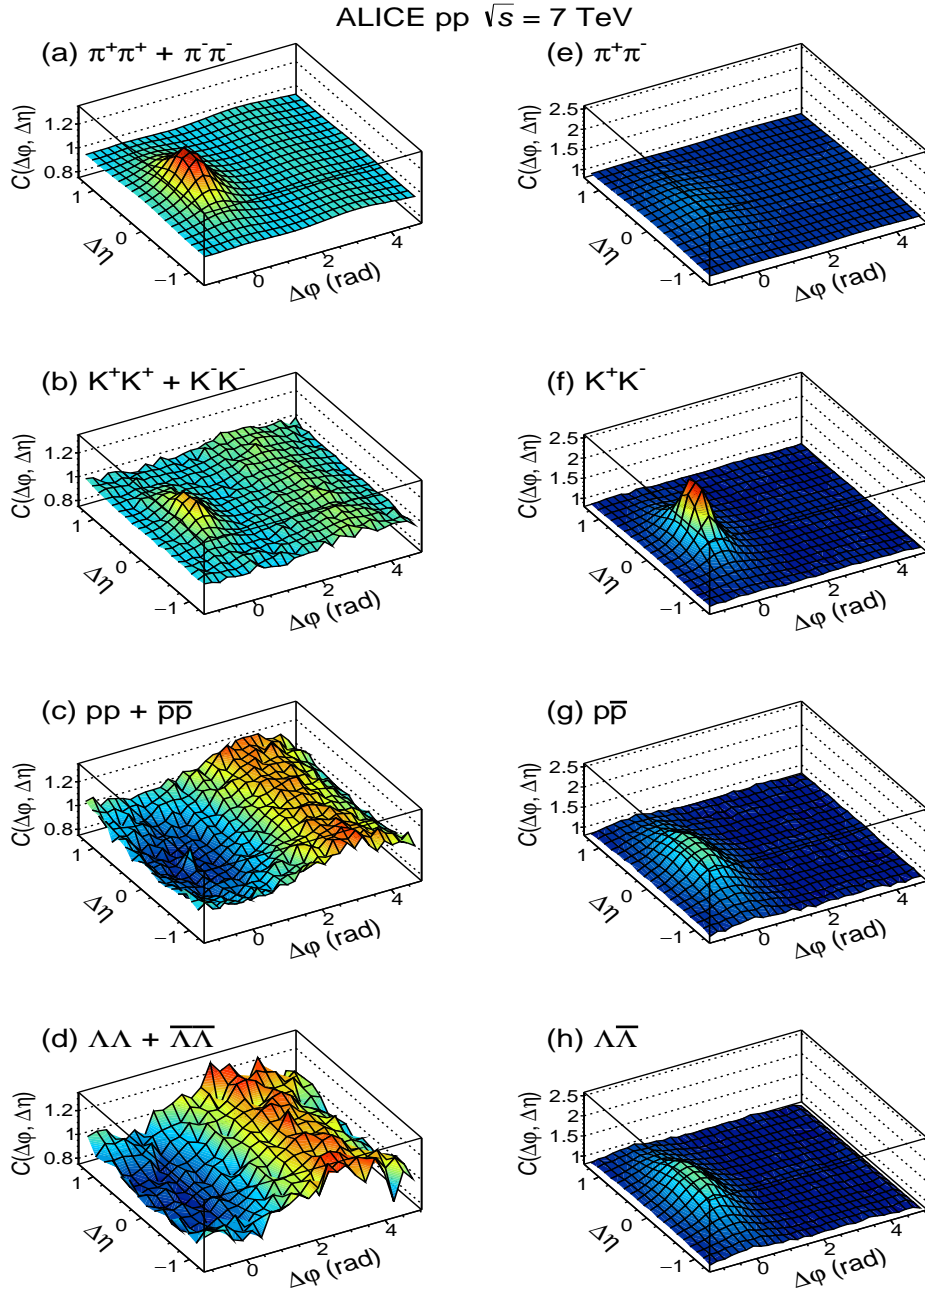 ALICE pp √s = 7 TeV
(a) π⁺π⁺ + π⁻π⁻
C(Δφ, Δη)
1.2
1
0.8
1
0
−1
Δη
0
2
4
Δφ (rad)
(e) π⁺π⁻
C(Δφ, Δη)
2.5
2
1.5
1
1
0
−1
Δη
0
2
4
Δφ (rad)
(b) K⁺K⁺ + K⁻K⁻
C(Δφ, Δη)
1.2
1
0.8
1
0
−1
Δη
0
2
4
Δφ (rad)
(f) K⁺K⁻
C(Δφ, Δη)
2.5
2
1.5
1
1
0
−1
Δη
0
2
4
Δφ (rad)
(c) pp + p̅p̅
C(Δφ, Δη)
1.2
1
0.8
1
0
−1
Δη
0
2
4
Δφ (rad)
(g) pp̅
C(Δφ, Δη)
2.5
2
1.5
1
1
0
−1
Δη
0
2
4
Δφ (rad)
(d) ΛΛ + Λ̅Λ̅
C(Δφ, Δη)
1.2
1
0.8
1
0
−1
Δη
0
2
4
Δφ (rad)
(h) ΛΛ̅
C(Δφ, Δη)
2.5
2
1.5
1
1
0
−1
Δη
0
2
4
Δφ (rad)